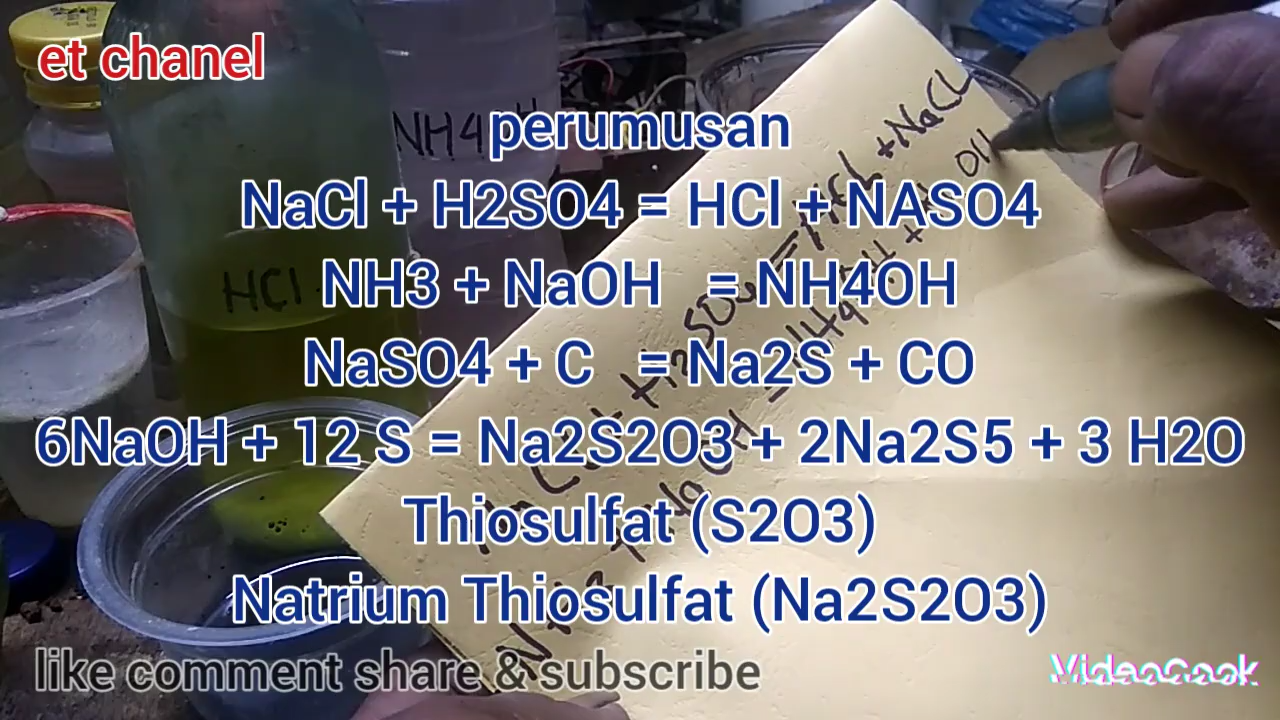 et chanel
perumusan
NaCl + H2SO4 = HCl + NASO4
NH3 + NaOH = NH4OH
NaSO4 + C = Na2S + CO
6NaOH + 12 S = Na2S2O3 + 2Na2S5 + 3 H2O
Thiosulfat (S2O3)
Natrium Thiosulfat (Na2S2O3)
like comment share & subscribe
VideoCook
HCl